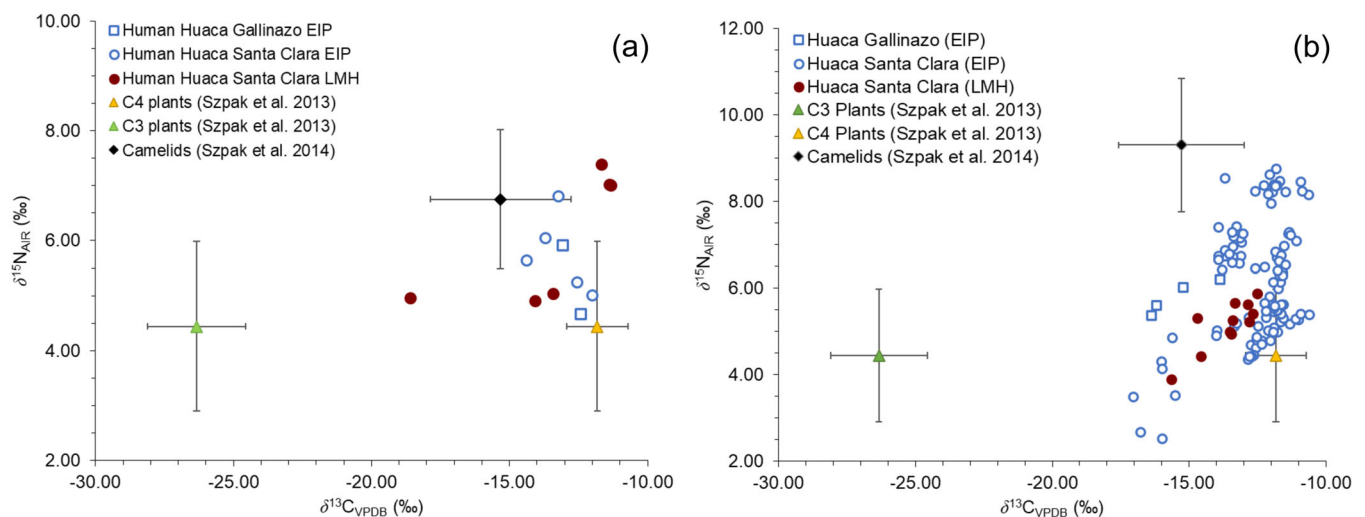 (a)
Human Huaca Gallinazo EIP
Human Huaca Santa Clara EIP
Human Huaca Santa Clara LMH
C4 plants (Szpak et al. 2013)
C3 plants (Szpak et al. 2013)
Camelids (Szpak et al. 2014)
10.00
8.00
6.00
4.00
2.00
δ15NAIR (‰)
-30.00 -25.00 -20.00 -15.00 -10.00
δ13CVPDB (‰)
(b)
Huaca Gallinazo (EIP)
Huaca Santa Clara (EIP)
Huaca Santa Clara (LMH)
C3 Plants (Szpak et al. 2013)
C4 Plants (Szpak et al. 2013)
Camelids (Szpak et al. 2014)
12.00
10.00
8.00
6.00
4.00
2.00
δ15NAIR (‰)
-30.00 -25.00 -20.00 -15.00 -10.00
δ13CVPDB (‰)